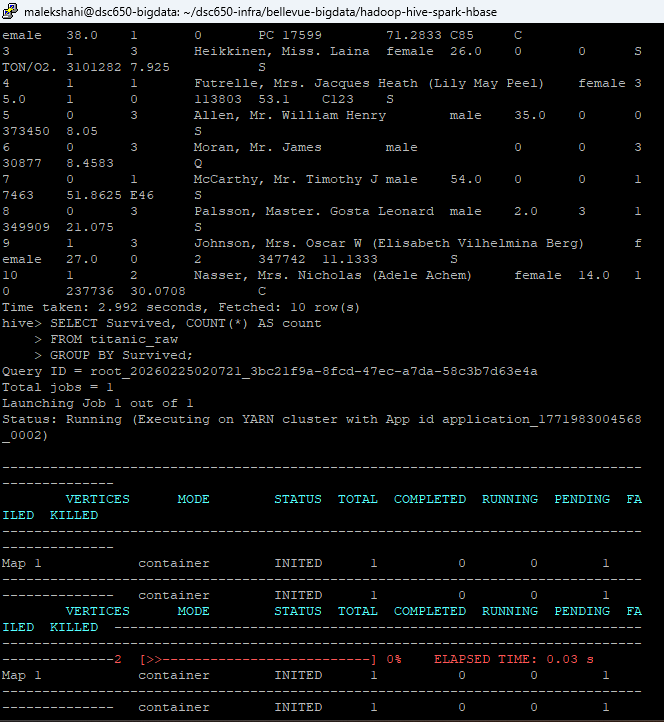 malekshahi@dsc650-bigdata: ~/dsc650-infra/bellevue-bigdata/hadoop-hive-spark-hbase
emale   38.0    1       0       PC 17599        71.2833 C85     C
3       1       3       Heikkinen, Miss. Laina  female  26.0    0       0       S
TON/O2. 3101282 7.925           S
4       1       1       Futrelle, Mrs. Jacques Heath (Lily May Peel)    female 3
5.0     1       0       113803  53.1    C123    S
5       0       3       Allen, Mr. William Henry        male    35.0    0       0
373450  8.05            S
6       0       3       Moran, Mr. James        male            0       0       3
30877   8.4583          Q
7       0       1       McCarthy, Mr. Timothy J male    54.0    0       0       1
7463    51.8625 E46     S
8       0       3       Palsson, Master. Gosta Leonard  male    2.0     3       1
349909  21.075          S
9       1       3       Johnson, Mrs. Oscar W (Elisabeth Vilhelmina Berg)       f
emale   27.0    0       2       347742  11.1333         S
10      1       2       Nasser, Mrs. Nicholas (Adele Achem)     female  14.0    1
0       237736  30.0708         C
Time taken: 2.992 seconds, Fetched: 10 row(s)
hive> SELECT Survived, COUNT(*) AS count
    > FROM titanic_raw
    > GROUP BY Survived;
Query ID = root_20260225020721_3bc21f9a-8fcd-47ec-a7da-58c3b7d63e4a
Total jobs = 1
Launching Job 1 out of 1
Status: Running (Executing on YARN cluster with App id application_1771983004568
_0002)
--------------------------------------------------------------------------------
--------------
        VERTICES      MODE        STATUS  TOTAL  COMPLETED  RUNNING  PENDING  FA
ILED  KILLED
--------------------------------------------------------------------------------
--------------
Map 1            container        INITED      1          0        0        1
--------------------------------------------------------------------------------
--------------   container        INITED      1          0        0        1
        VERTICES      MODE        STATUS  TOTAL  COMPLETED  RUNNING  PENDING  FA
ILED  KILLED  ------------------------------------------------------------------
--------------------------------------------------------------------------------
--------------2  [>>--------------------------] 0%    ELAPSED TIME: 0.03 s
Map 1            container        INITED      1          0        0        1
--------------------------------------------------------------------------------
--------------   container        INITED      1          0        0        1